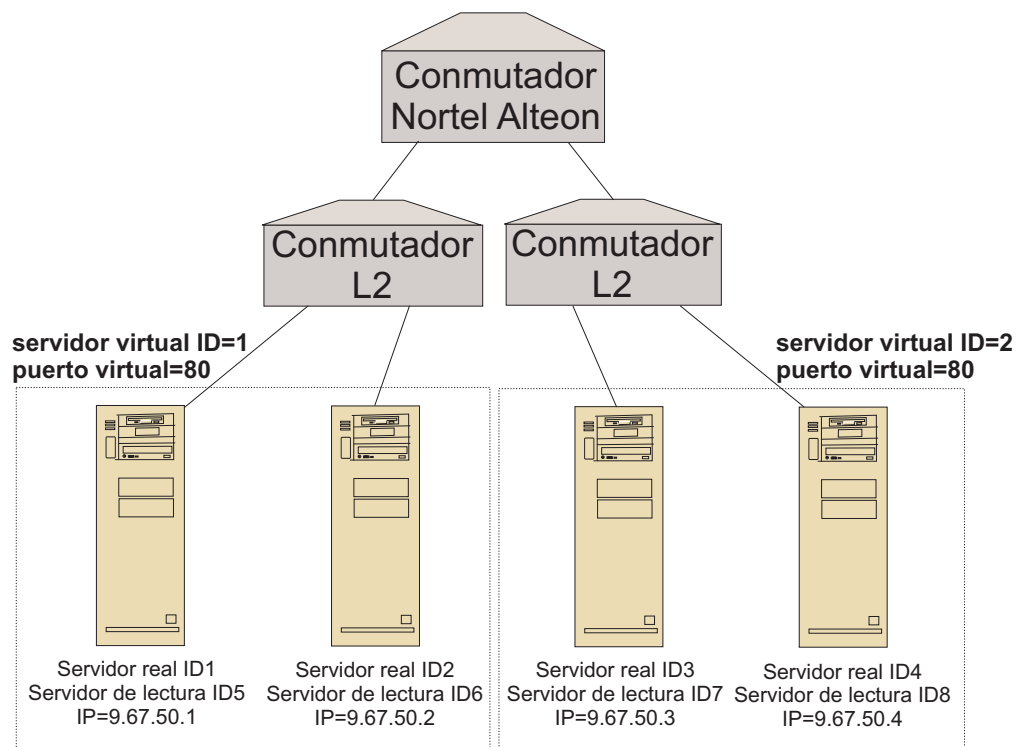 Conmutador
Nortel Alteon
Conmutador
L2
Conmutador
L2
servidor virtual ID=1
puerto virtual=80
servidor virtual ID=2
puerto virtual=80
Servidor real ID1
Servidor de lectura ID5
IP=9.67.50.1
Servidor real ID2
Servidor de lectura ID6
IP=9.67.50.2
Servidor real ID3
Servidor de lectura ID7
IP=9.67.50.3
Servidor real ID4
Servidor de lectura ID8
IP=9.67.50.4